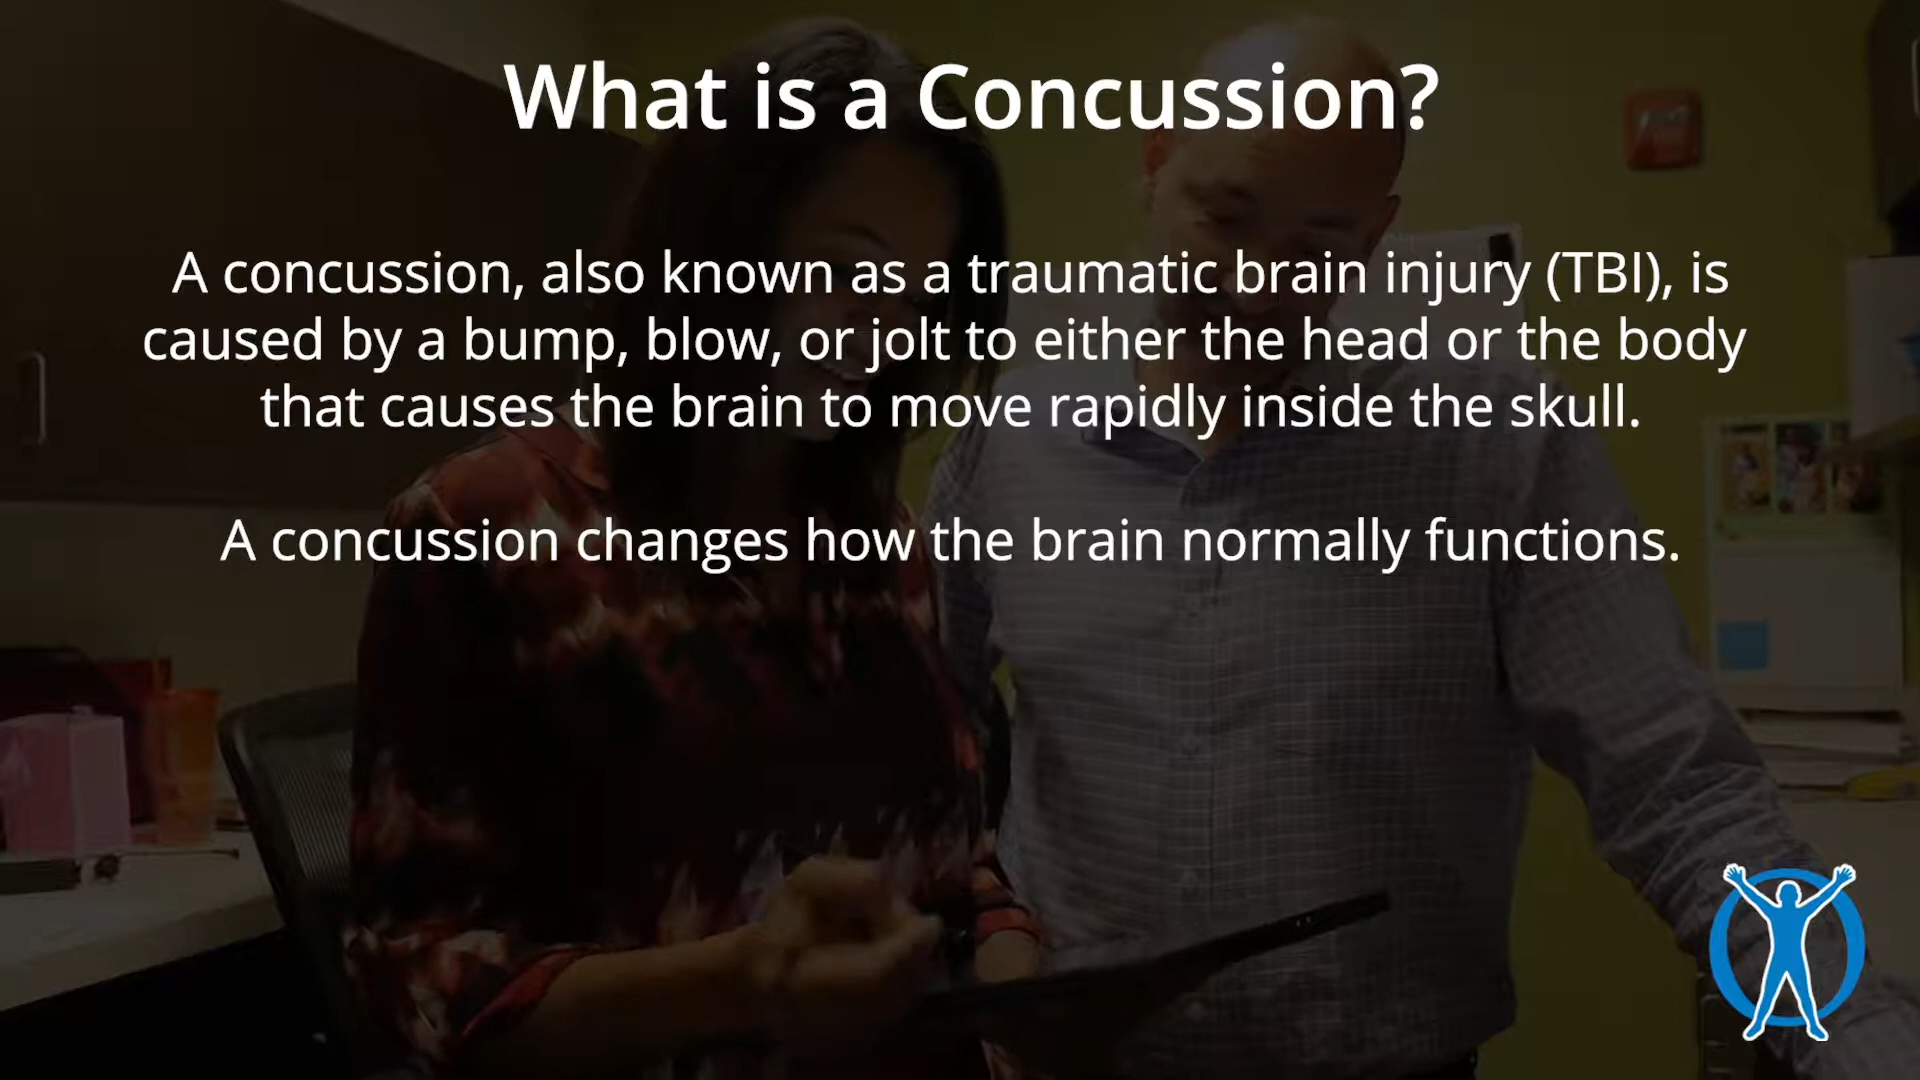 What is a Concussion?
A concussion, also known as a traumatic brain injury (TBI), is
caused by a bump, blow, or jolt to either the head or the body
that causes the brain to move rapidly inside the skull.
A concussion changes how the brain normally functions.